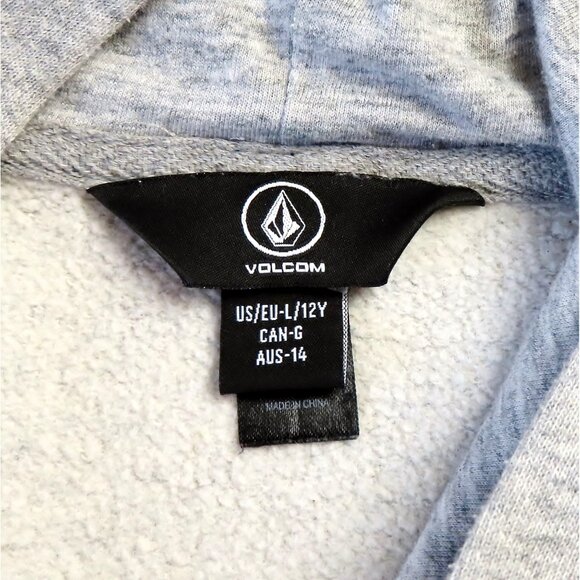 VOLCOM
US/EU-L/12Y
CAN-G
AUS-14
MADE IN CHINA